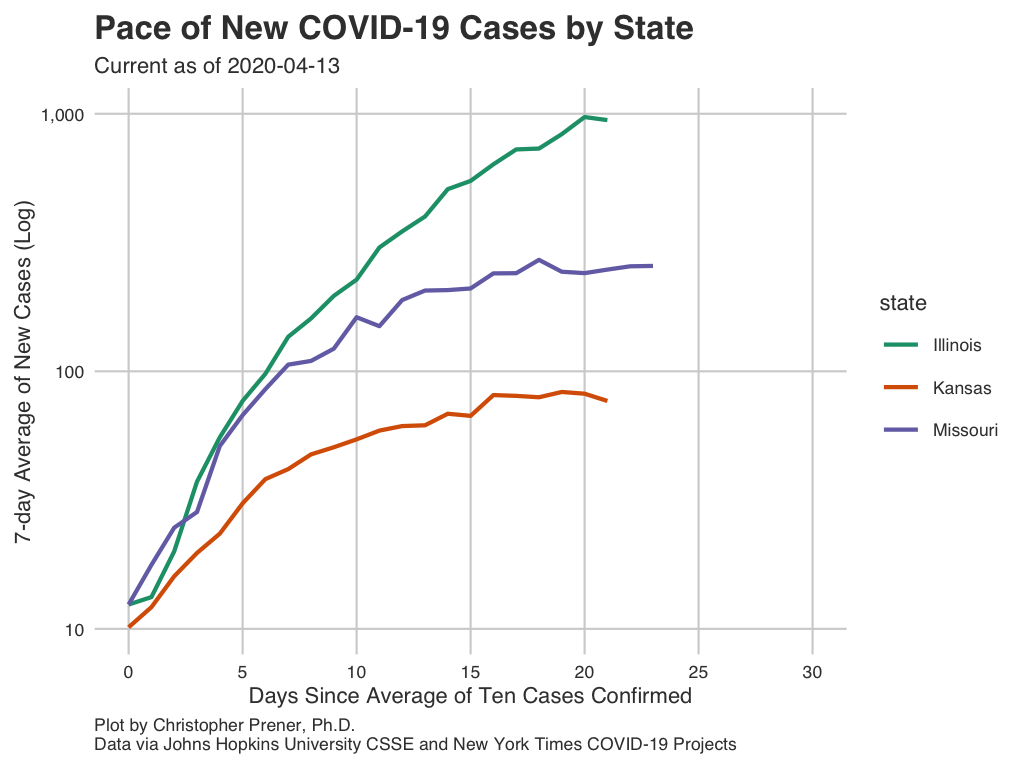 Pace of New COVID-19 Cases by State
Current as of 2020-04-13
7-day Average of New Cases (Log)
1,000
100
10
0 5 10 15 20 25 30
Days Since Average of Ten Cases Confirmed
state
Illinois
Kansas
Missouri
Plot by Christopher Prener, Ph.D.
Data via Johns Hopkins University CSSE and New York Times COVID-19 Projects